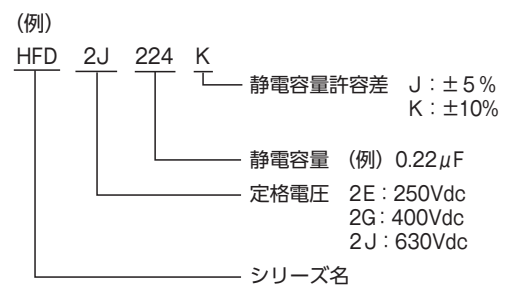 (例)
HFD 2J 224 K
静電容量許容差 J:±5%
K:±10%
静電容量 (例) 0.22μF
定格電圧 2E:250Vdc
2G:400Vdc
2J:630Vdc
シリーズ名